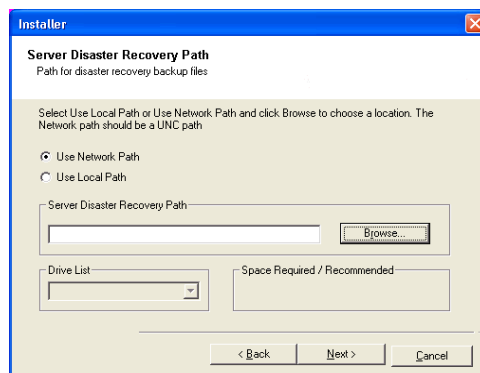 Installer
Server Disaster Recovery Path
Path for disaster recovery backup files
Select Use Local Path or Use Network Path and click Browse to choose a location. The
Network path should be a UNC path
Use Network Path
Use Local Path
Server Disaster Recovery Path
Browse...
Drive List
Space Required / Recommended
< Back
Next >
Cancel